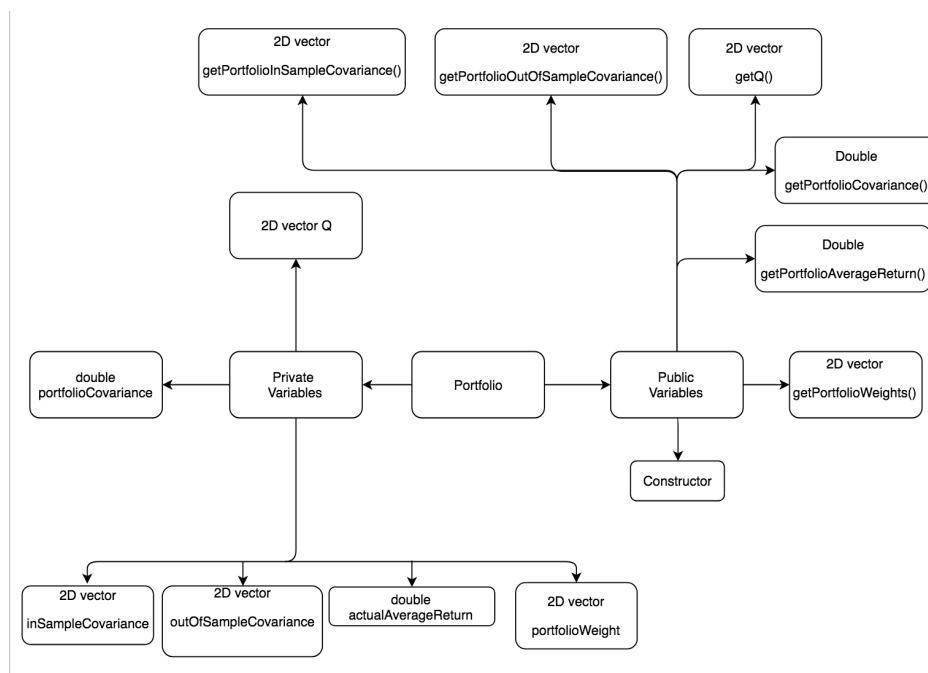 2D vector
getPortfolioInSampleCovariance()
2D vector
getPortfolioOutOfSampleCovariance()
2D vector
getQ()
Double
getPortfolioCovariance()
2D vector Q
Double
getPortfolioAverageReturn()
double
portfolioCovariance
Private
Variables
Portfolio
Public
Variables
2D vector
getPortfolioWeights()
Constructor
2D vector
inSampleCovariance
2D vector
outOfSampleCovariance
double
actualAverageReturn
2D vector
portfolioWeight